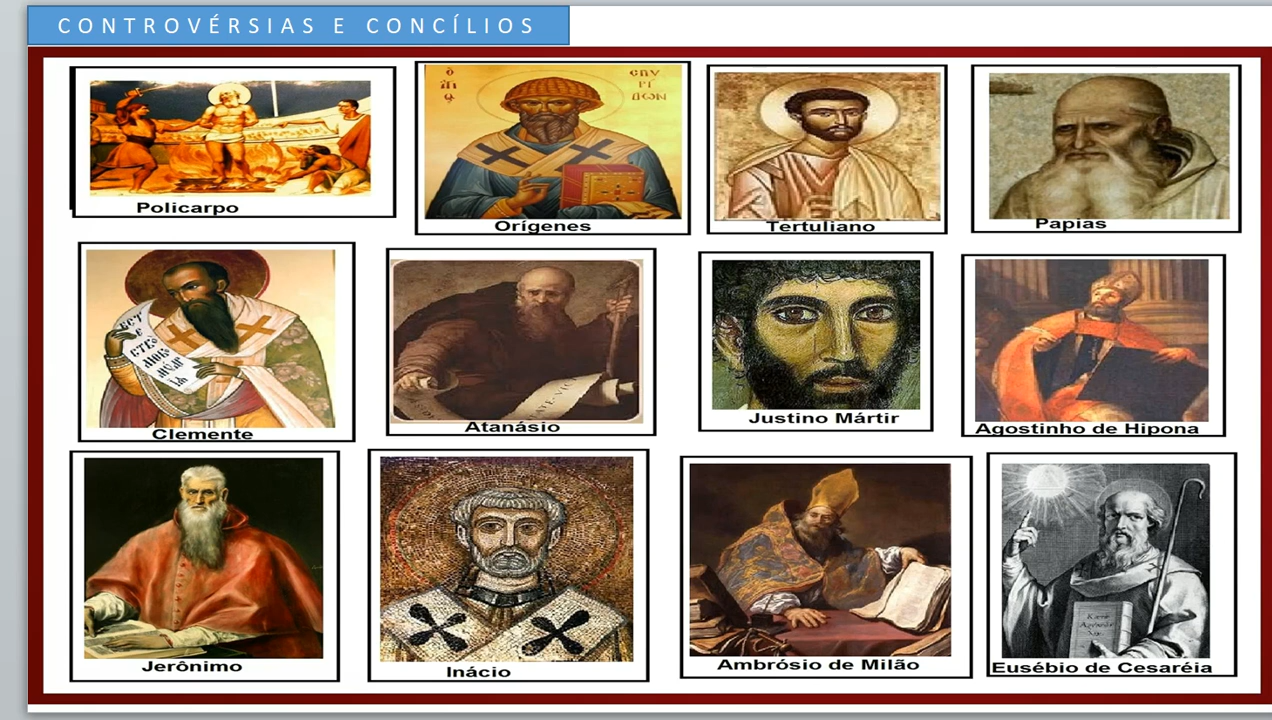 CONTROVÉRSIAS E CONCÍLIOS
Policarpo
Orígenes
Tertuliano
Papias
Clemente
Atanásio
Justino Mártir
Agostinho de Hipona
Jerônimo
Inácio
Ambrósio de Milão
Eusébio de Cesaréia